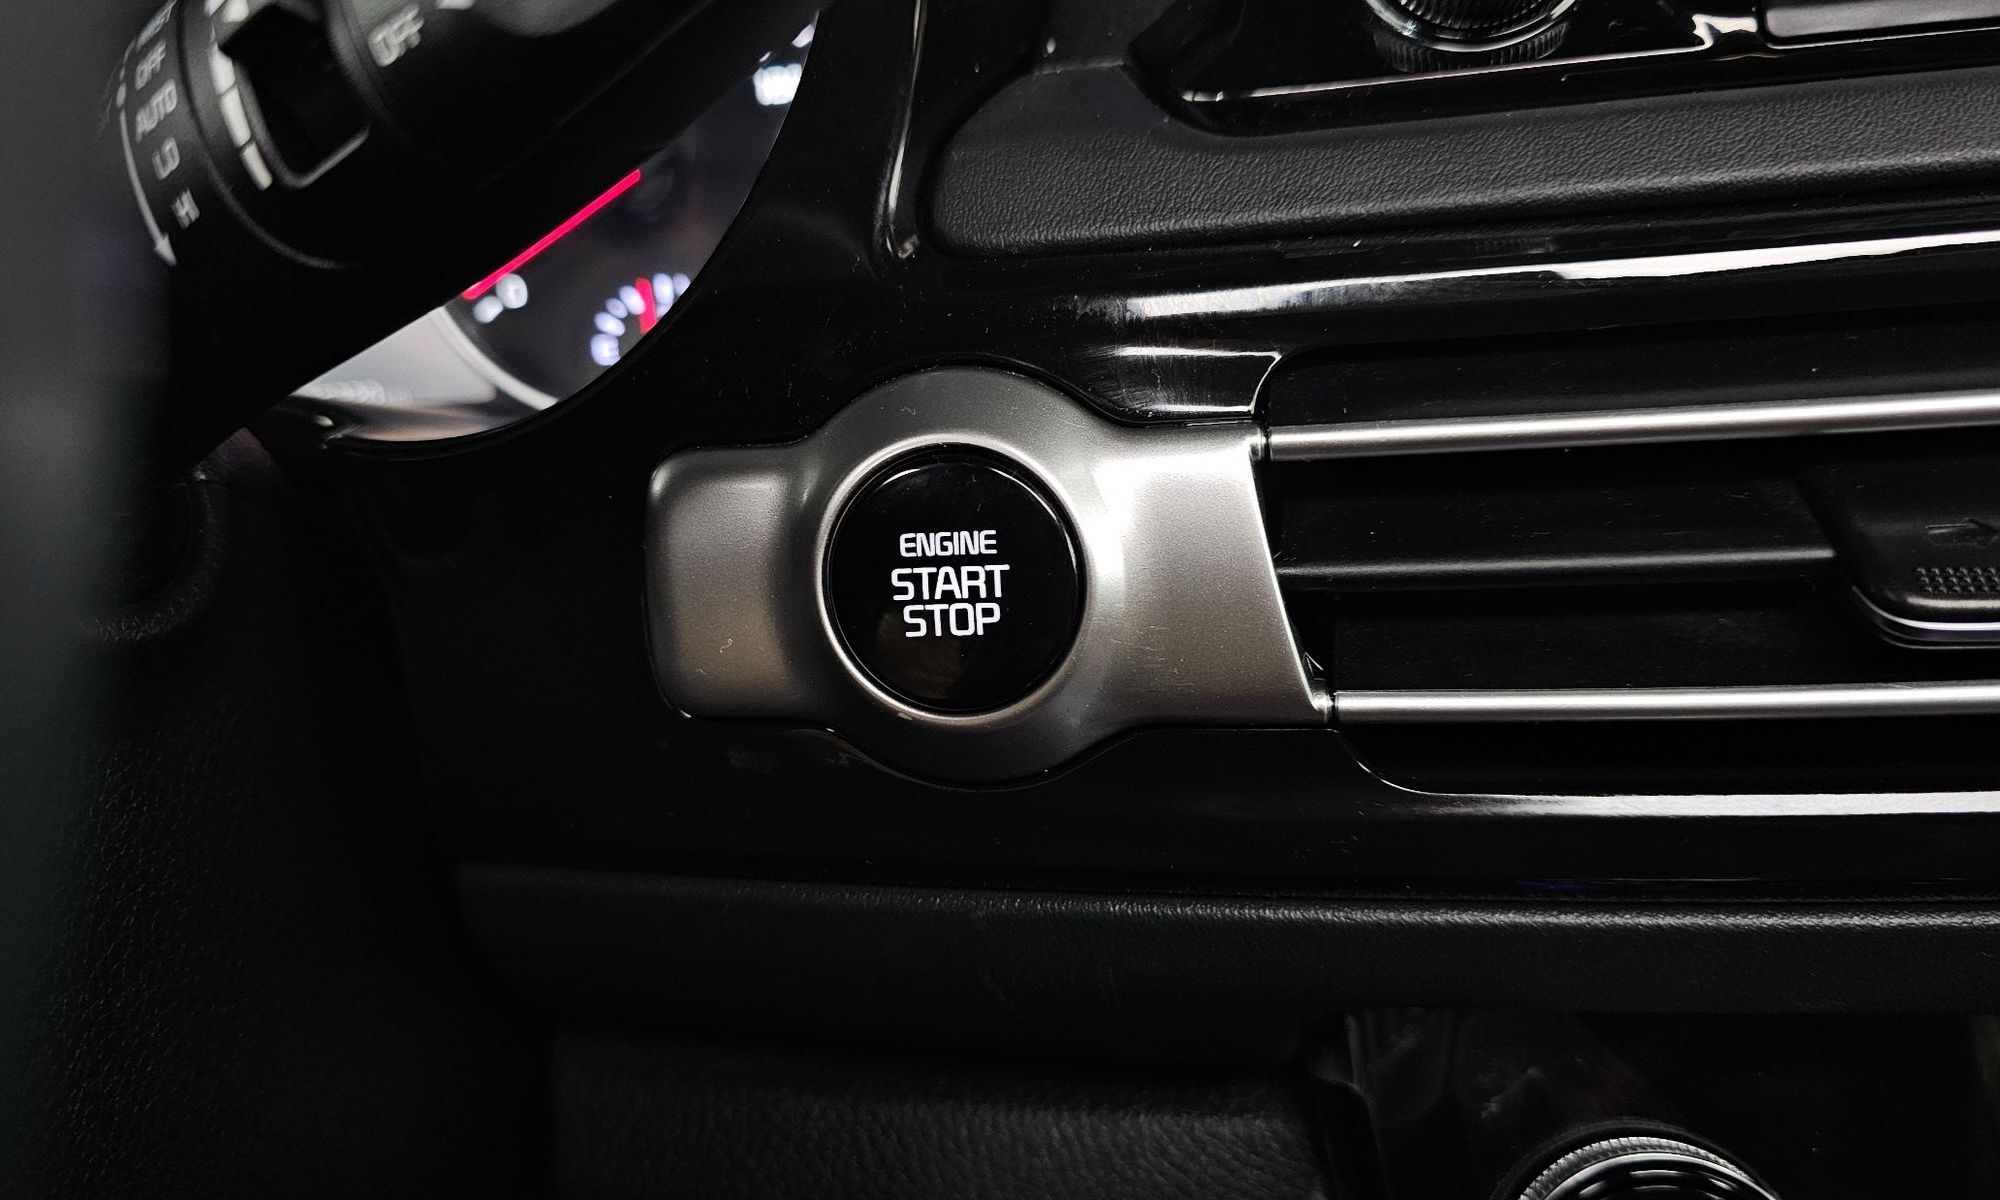 OFF
OFF
AUTO
LO
HI
ENGINE
START
STOP